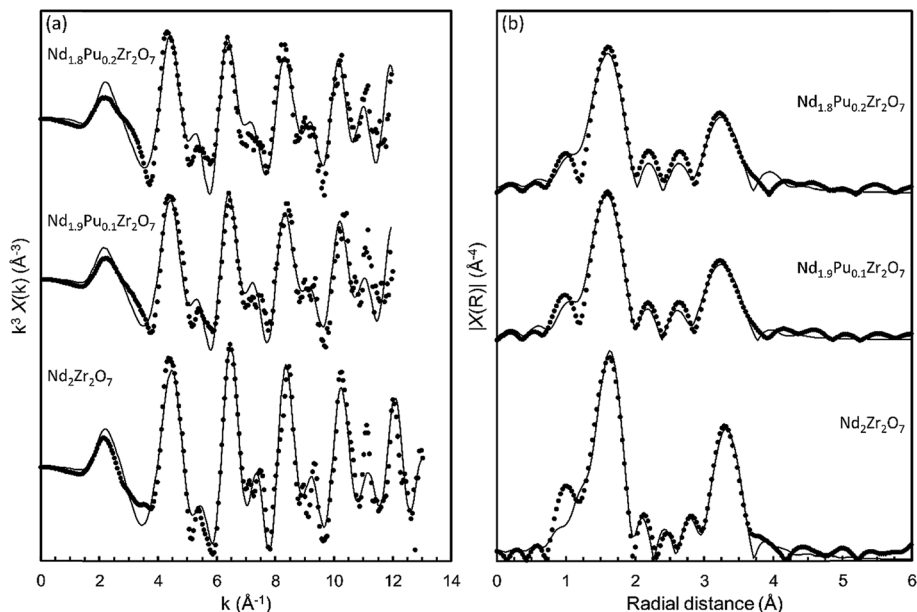 (a)
Nd₁.₈Pu₀.₂Zr₂O₇
Nd₁.₉Pu₀.₁Zr₂O₇
Nd₂Zr₂O₇
k³ X(k) (Å⁻³)
0 2 4 6 8 10 12 14
k (Å⁻¹)
(b)
Nd₁.₈Pu₀.₂Zr₂O₇
Nd₁.₉Pu₀.₁Zr₂O₇
Nd₂Zr₂O₇
|X(R)| (Å⁻⁴)
0 1 2 3 4 5 6
Radial distance (Å)